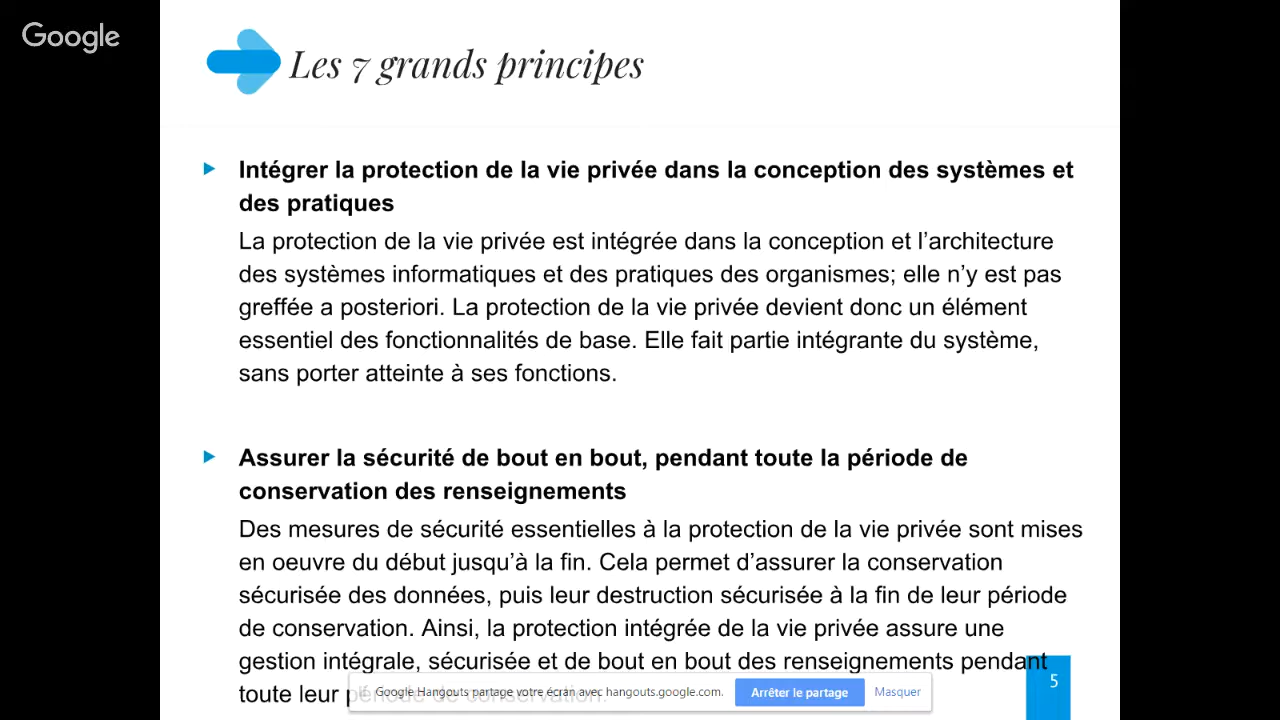 Google
Les 7 grands principes
Intégrer la protection de la vie privée dans la conception des systèmes et
des pratiques
La protection de la vie privée est intégrée dans la conception et l’architecture
des systèmes informatiques et des pratiques des organismes; elle n’y est pas
greffée a posteriori. La protection de la vie privée devient donc un élément
essentiel des fonctionnalités de base. Elle fait partie intégrante du système,
sans porter atteinte à ses fonctions.
Assurer la sécurité de bout en bout, pendant toute la période de
conservation des renseignements
Des mesures de sécurité essentielles à la protection de la vie privée sont mises
en oeuvre du début jusqu’à la fin. Cela permet d’assurer la conservation
sécurisée des données, puis leur destruction sécurisée à la fin de leur période
de conservation. Ainsi, la protection intégrée de la vie privée assure une
gestion intégrale, sécurisée et de bout en bout des renseignements pendant
toute leur période de conservation.
5
Google Hangouts partage votre écran avec hangouts.google.com.
Arrêter le partage
Masquer